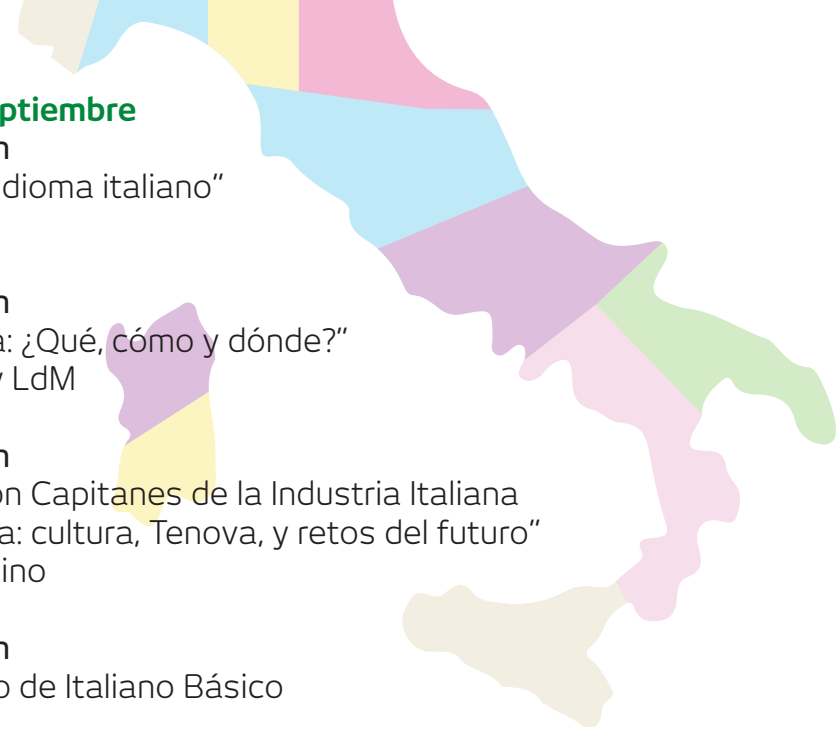 ptiembre
n
dioma italiano”
n
a: ¿Qué, cómo y dónde?”
y LdM
n
on Capitanes de la Industria Italiana
a: cultura, Tenova, y retos del futuro”
ino
n
o de Italiano Básico